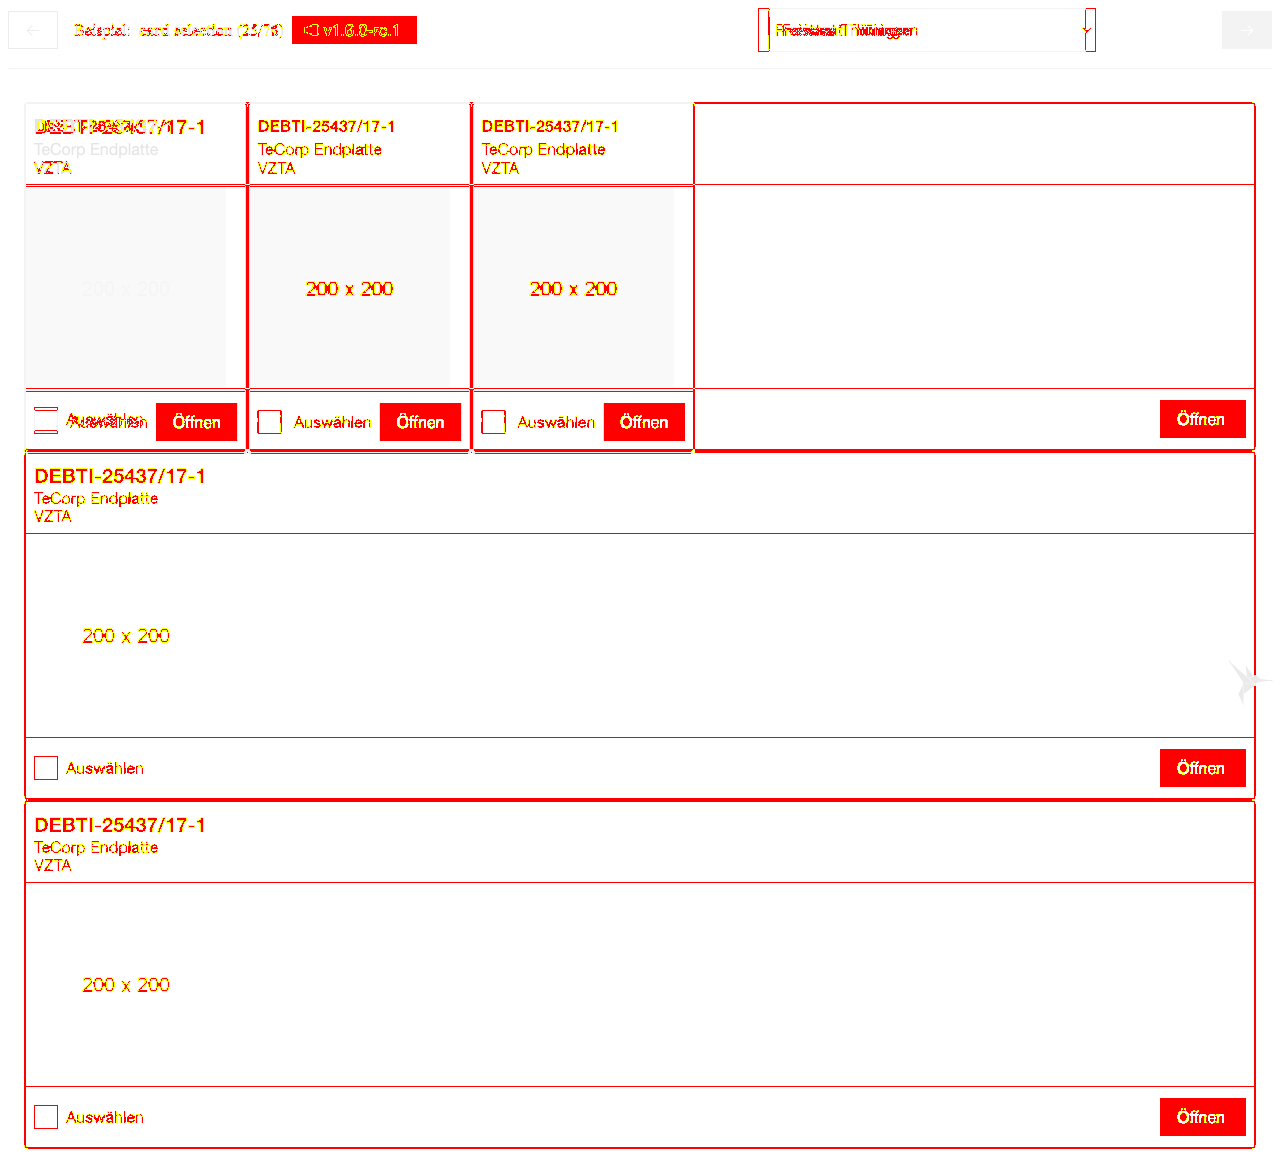 ← Beispiel: card selection v1.6.0-rc.1 →
DEBTI-25437/17-1 DEBTI-25437/17-1 DEBTI-25437/17-1
TeCorp Endplatte TeCorp Endplatte TeCorp Endplatte
VZTA VZTA VZTA
200 x 200 200 x 200 200 x 200
Auswählen Öffnen Auswählen Öffnen Auswählen Öffnen Öffnen
DEBTI-25437/17-1
TeCorp Endplatte
VZTA
200 x 200
Auswählen Öffnen
DEBTI-25437/17-1
TeCorp Endplatte
VZTA
200 x 200
Auswählen Öffnen